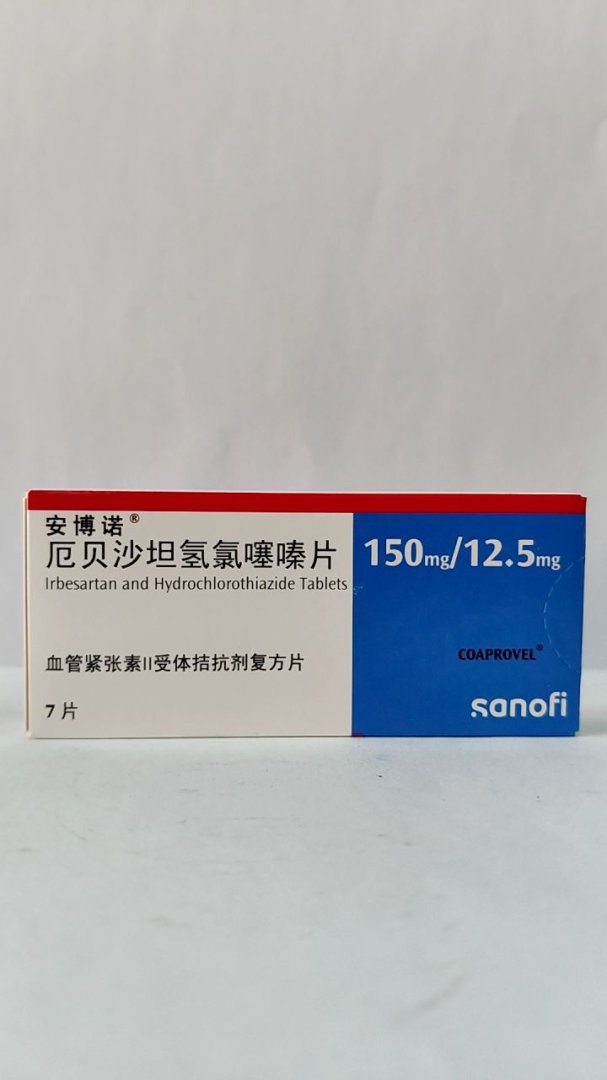 安博诺®
厄贝沙坦氢氯噻嗪片
Irbesartan and Hydrochlorothiazide Tablets
150mg/12.5mg
血管紧张素II受体拮抗剂复方片
7片
COAPROVEL®
sanofi